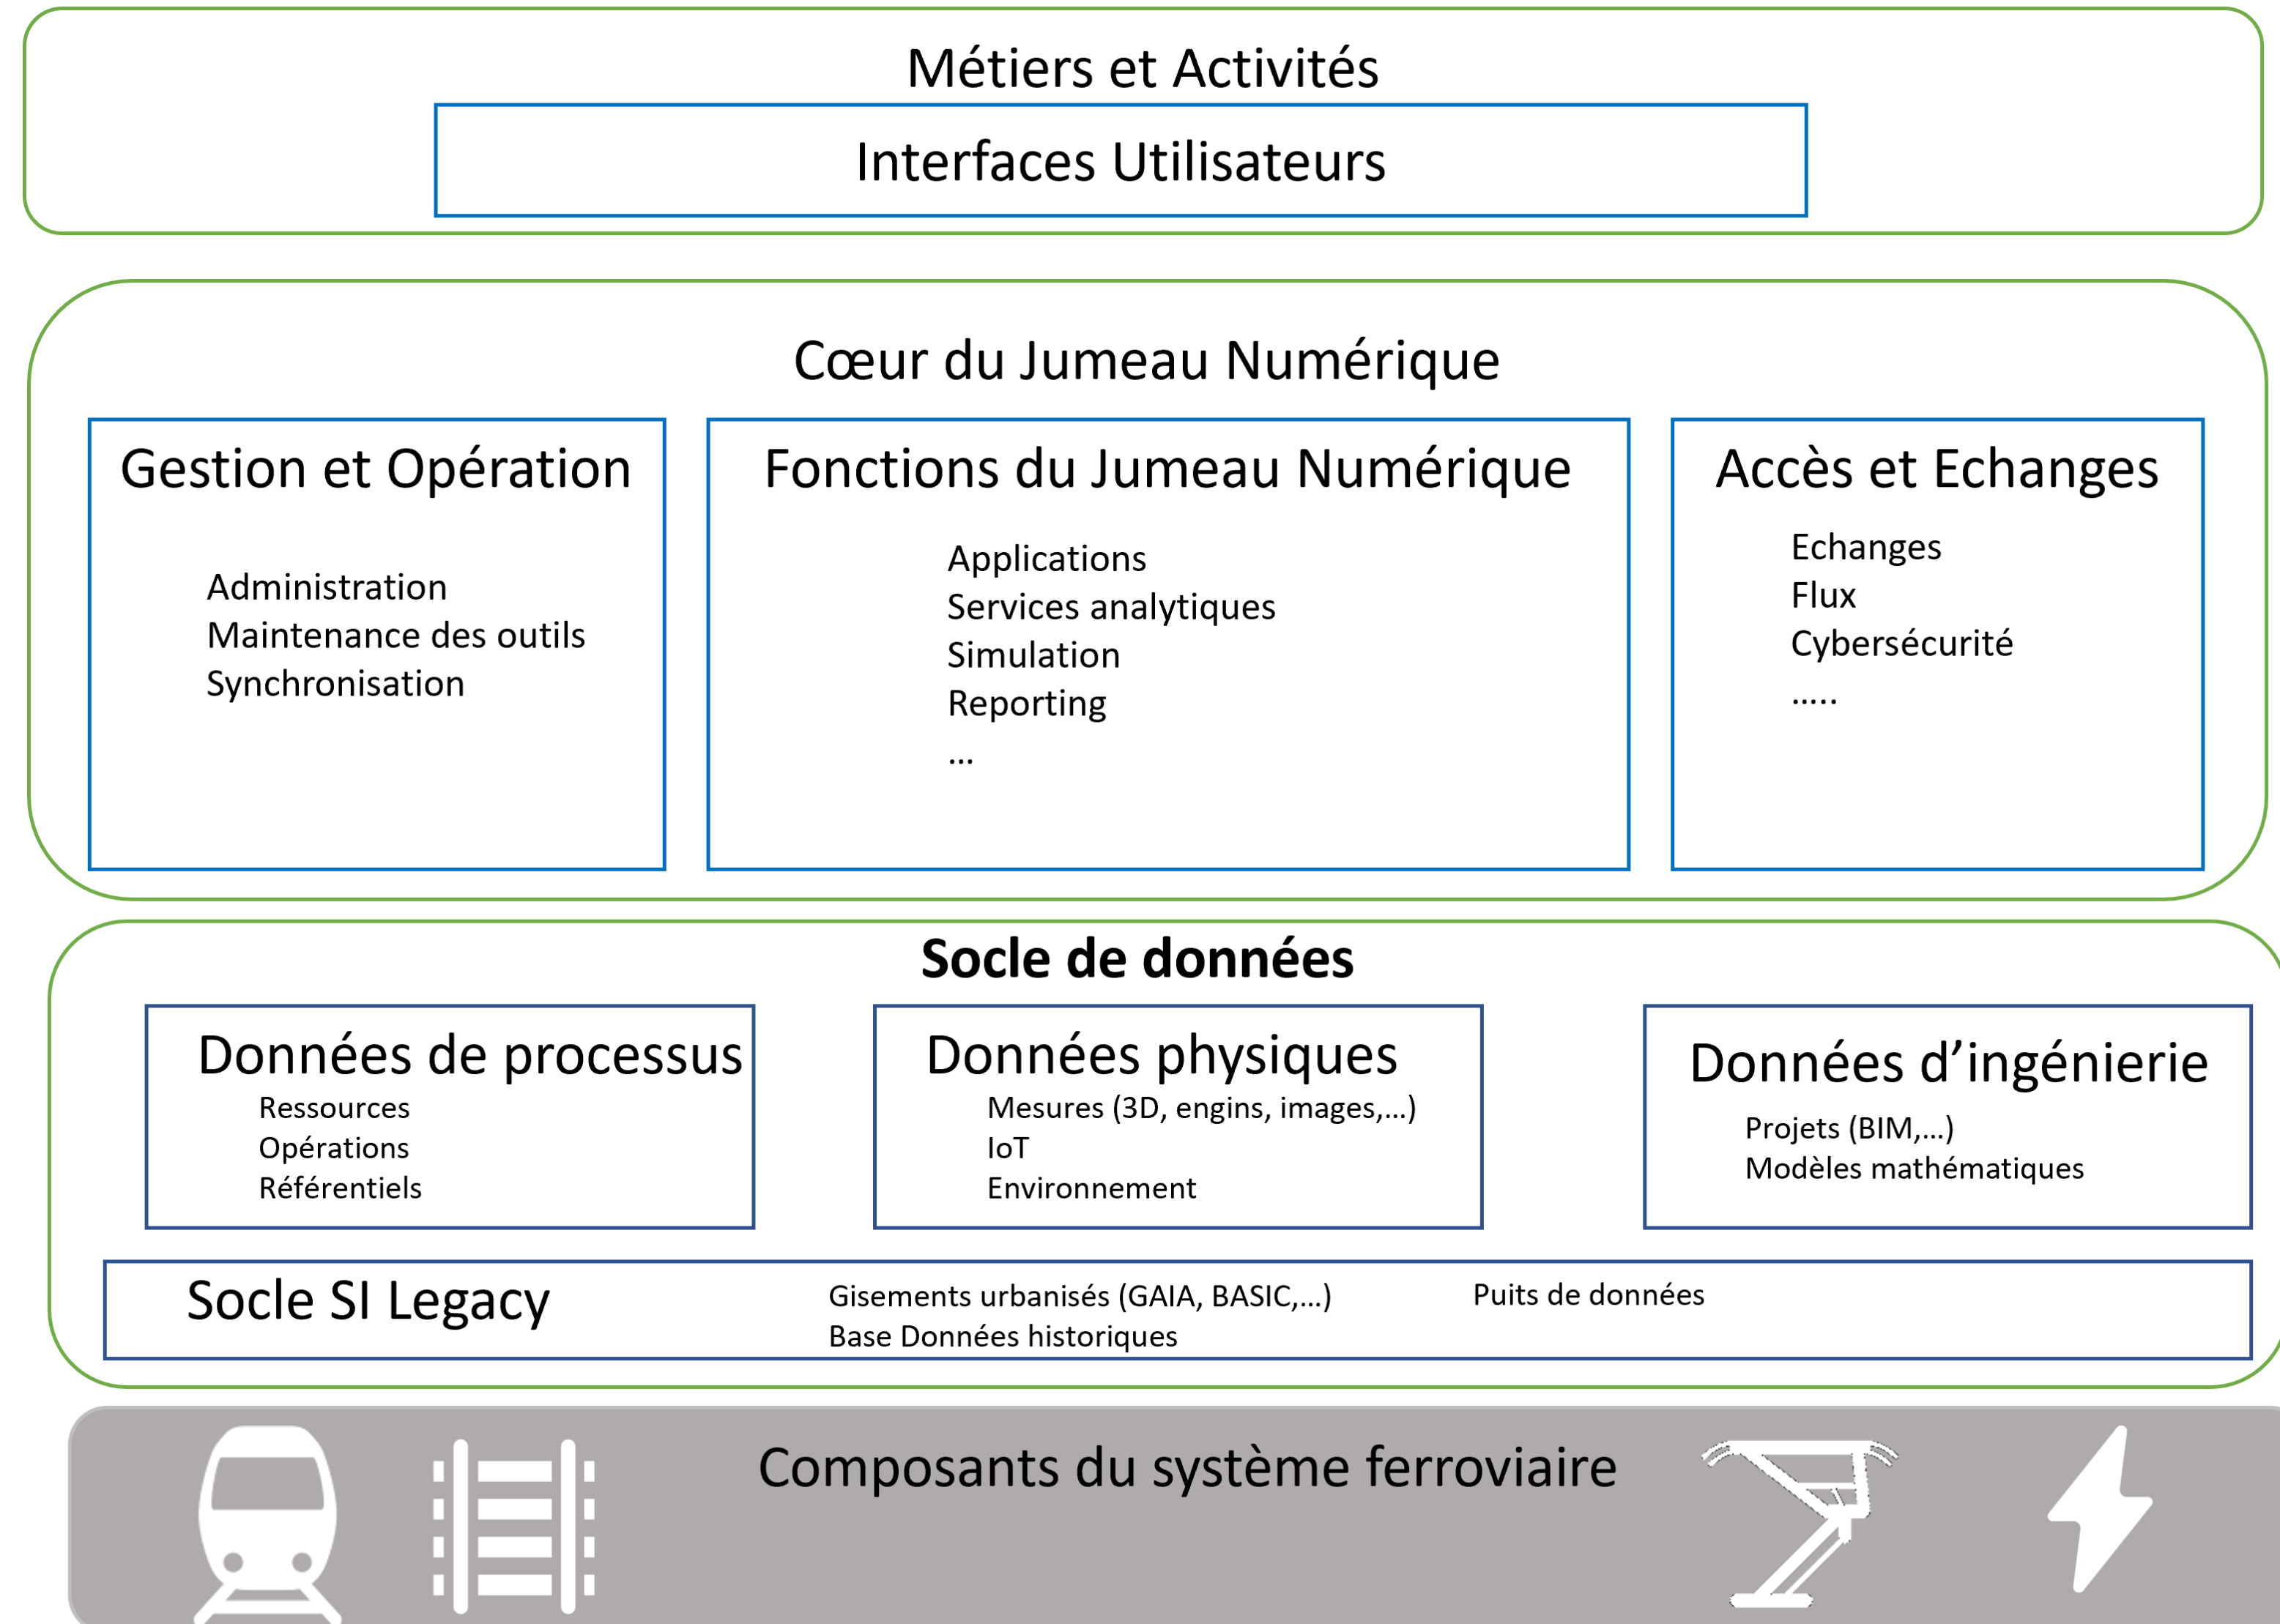 Métiers et Activités
Interfaces Utilisateurs
Cœur du Jumeau Numérique
Gestion et Opération
Administration
Maintenance des outils
Synchronisation
Fonctions du Jumeau Numérique
Applications
Services analytiques
Simulation
Reporting
...
Accès et Echanges
Echanges
Flux
Cybersécurité
.....
Socle de données
Données de processus
Ressources
Opérations
Référentiels
Données physiques
Mesures (3D, engins, images,...)
IoT
Environnement
Données d’ingénierie
Projets (BIM,...)
Modèles mathématiques
Socle SI Legacy
Gisements urbanisés (GAIA, BASIC,...)
Base Données historiques
Puits de données
Composants du système ferroviaire